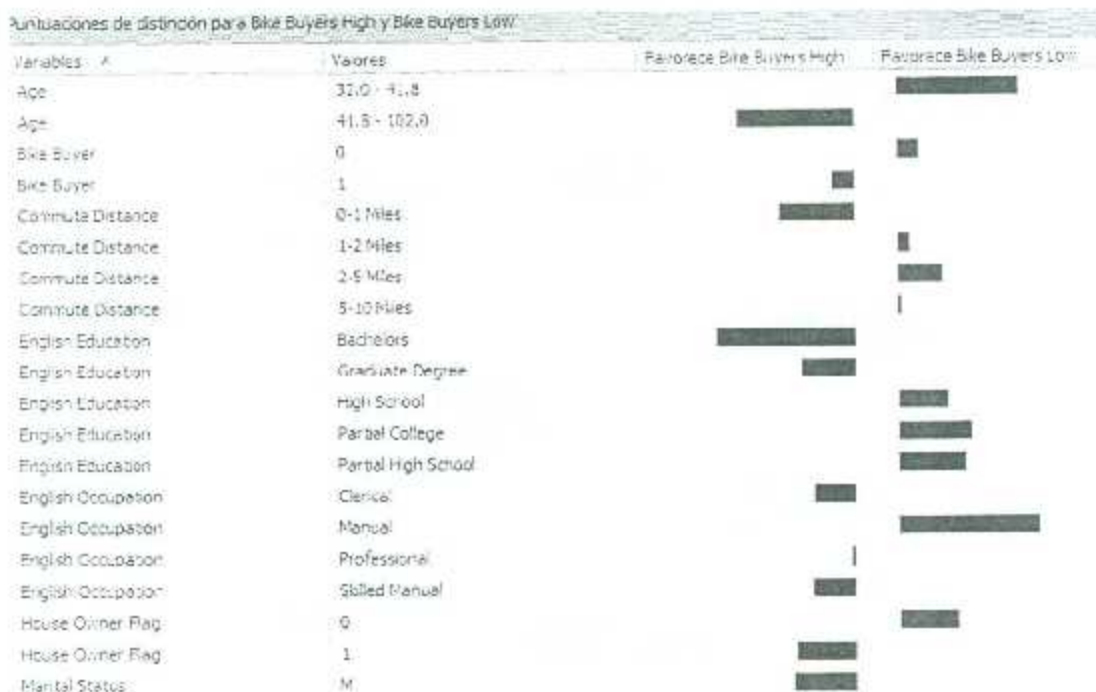 Puntuaciones de distinción para Bike Buyers High y Bike Buyers Low
Variables Valores Favorece Bike Buyers High Favorece Bike Buyers Low
Age 32.0 - 41.8
Age 41.8 - 102.0
Bike Buyer 0
Bike Buyer 1
Commute Distance 0-1 Miles
Commute Distance 1-2 Miles
Commute Distance 2-5 Miles
Commute Distance 5-10 Miles
English Education Bachelors
English Education Graduate Degree
English Education High School
English Education Partial College
English Education Partial High School
English Occupation Clerical
English Occupation Manual
English Occupation Professional
English Occupation Skilled Manual
House Owner Flag 0
House Owner Flag 1
Marital Status M